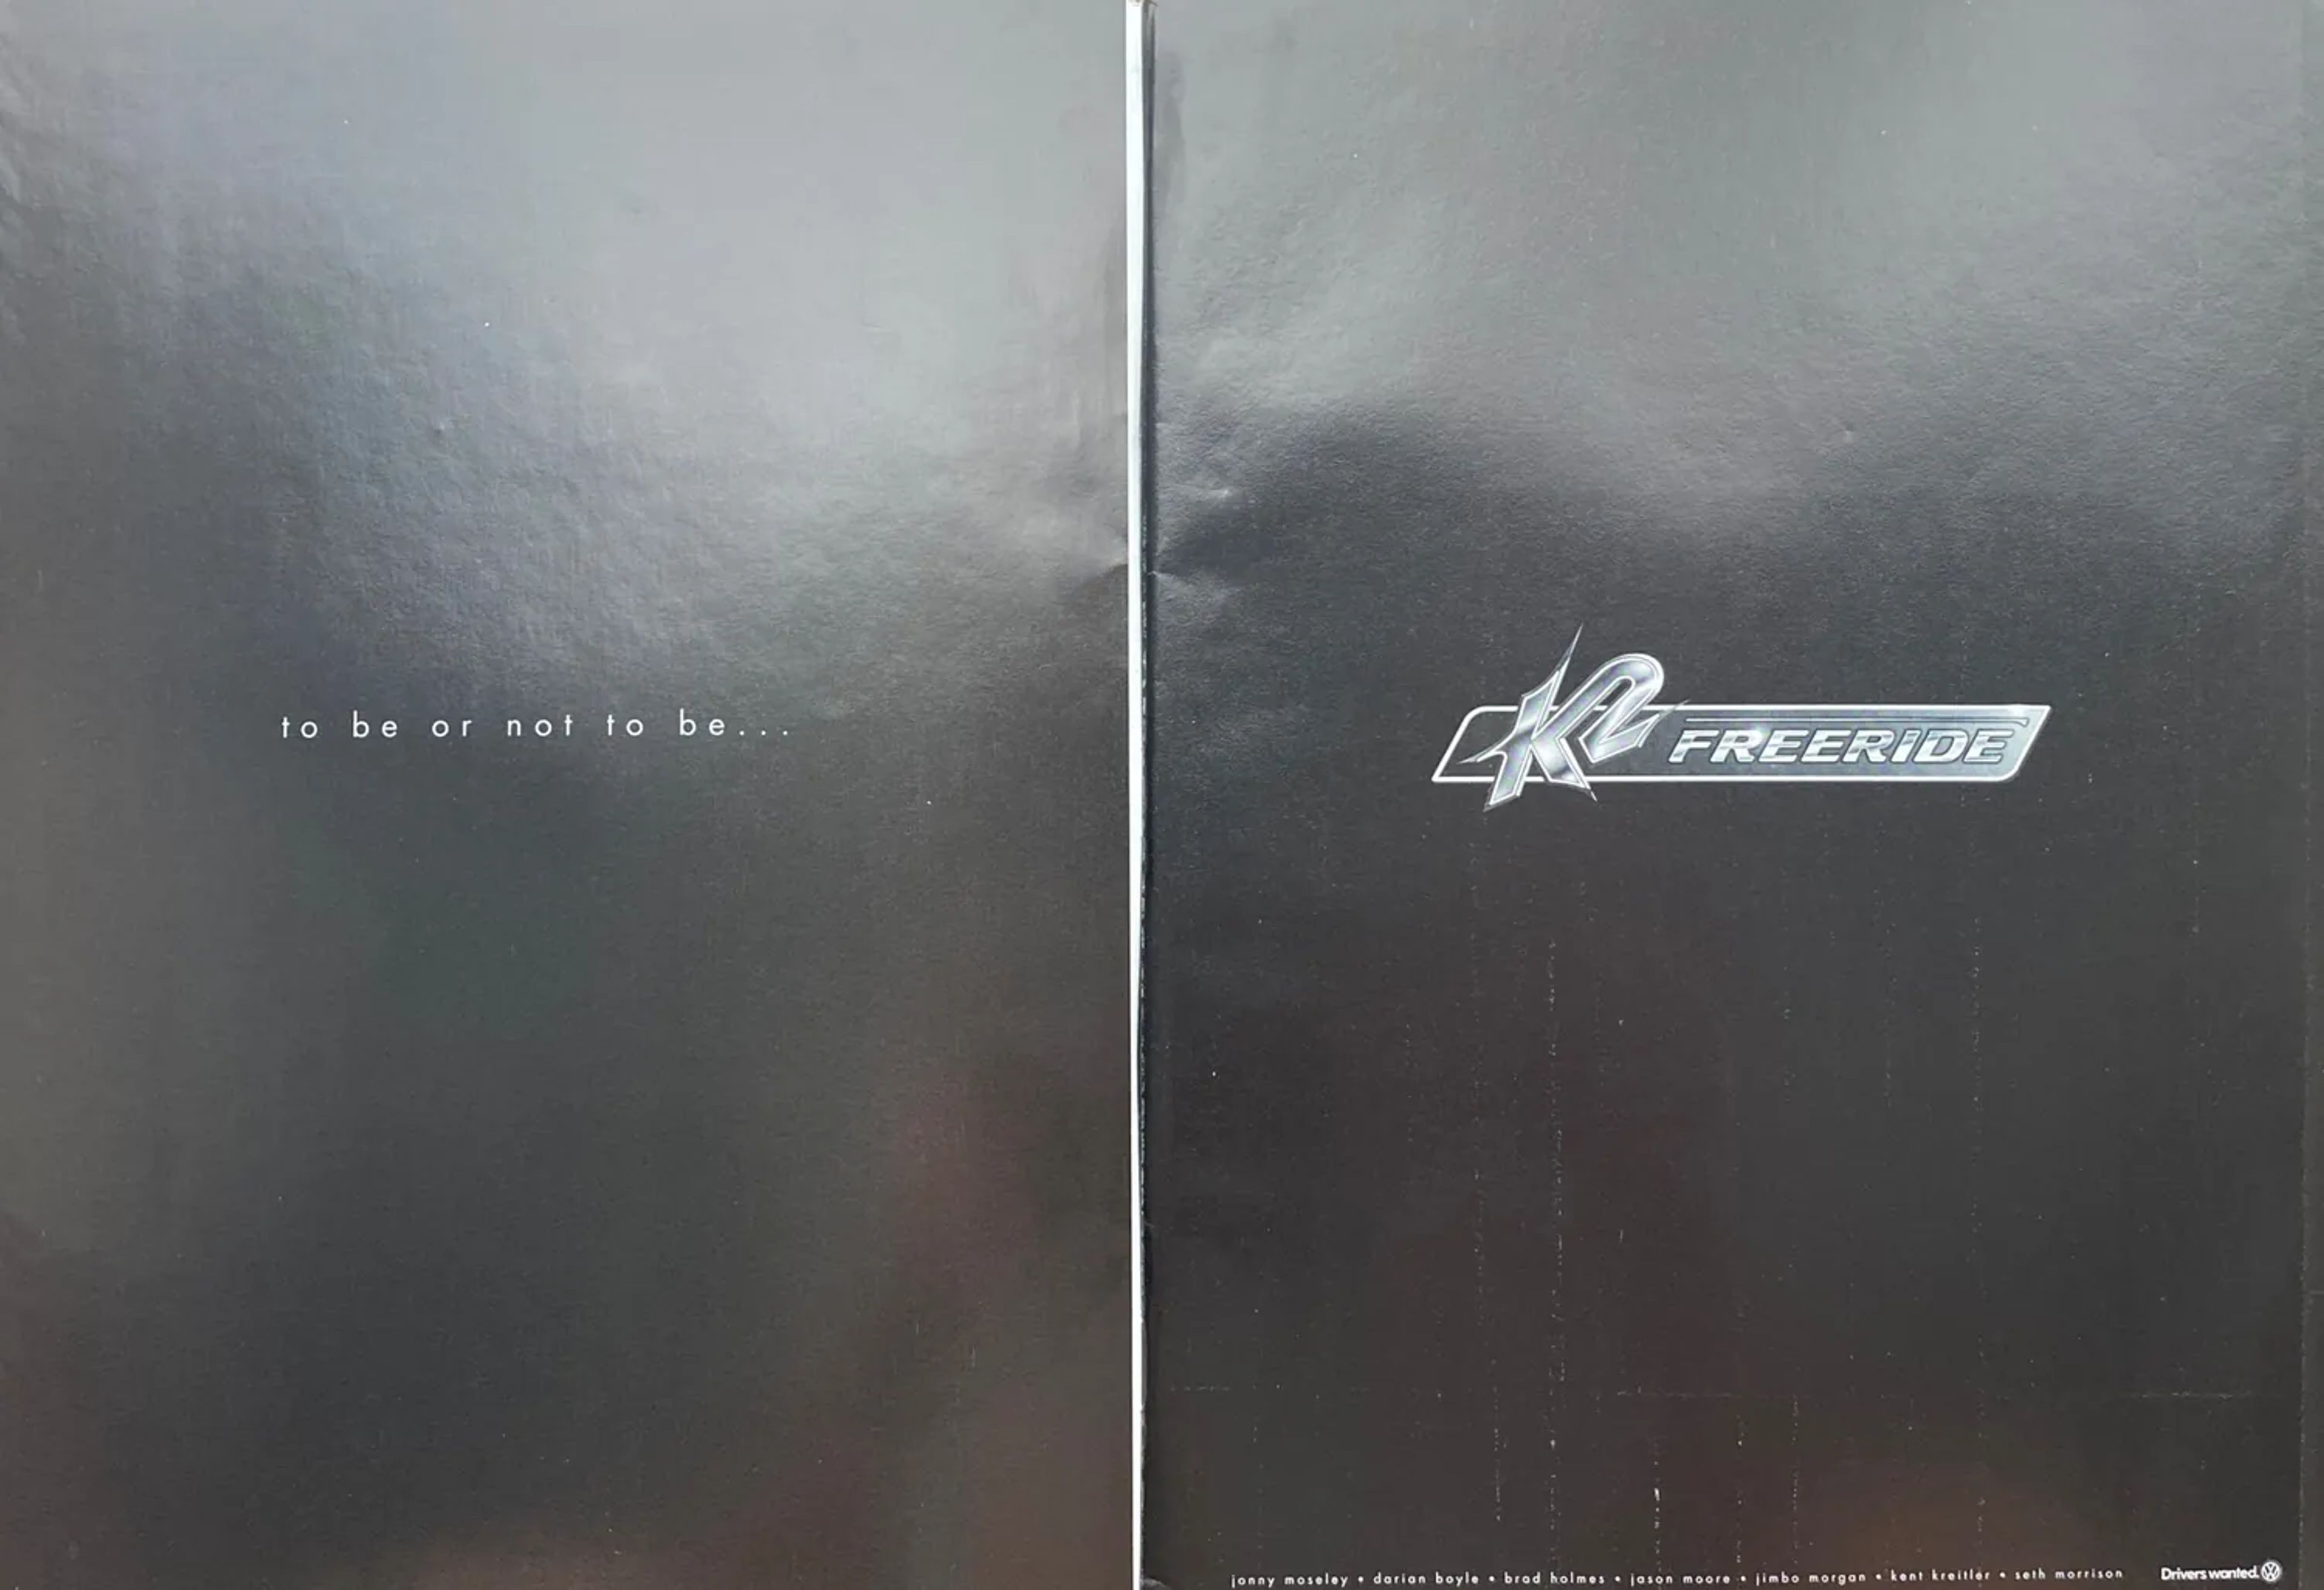 to be or not to be...
K2 FREERIDE
jonny moseley • darian boyle • brad holmes • jason moore • jimbo morgan • kent kreitler • seth morrison
Drivers wanted.